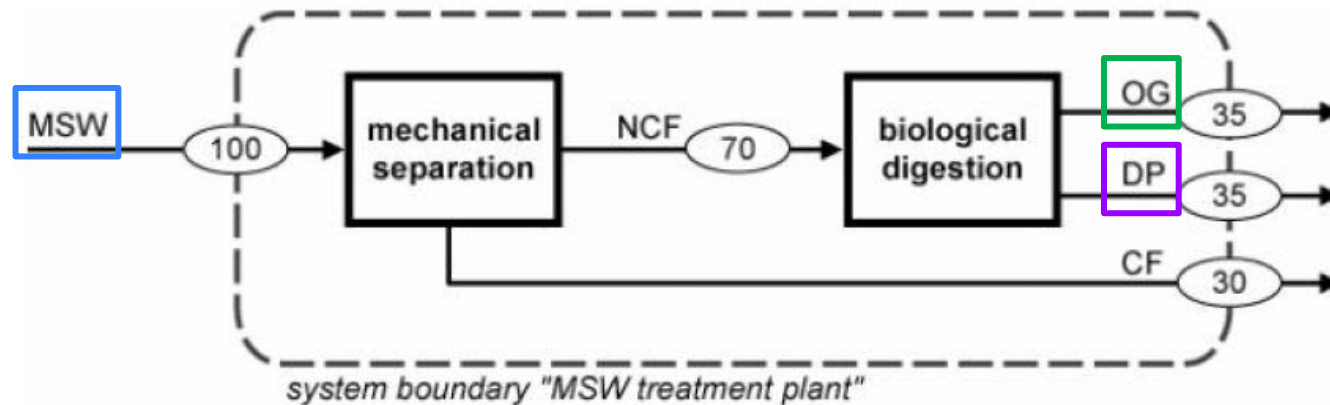 MSW
100
mechanical
separation
NCF
70
biological
digestion
OG
35
DP
35
CF
30
system boundary "MSW treatment plant"